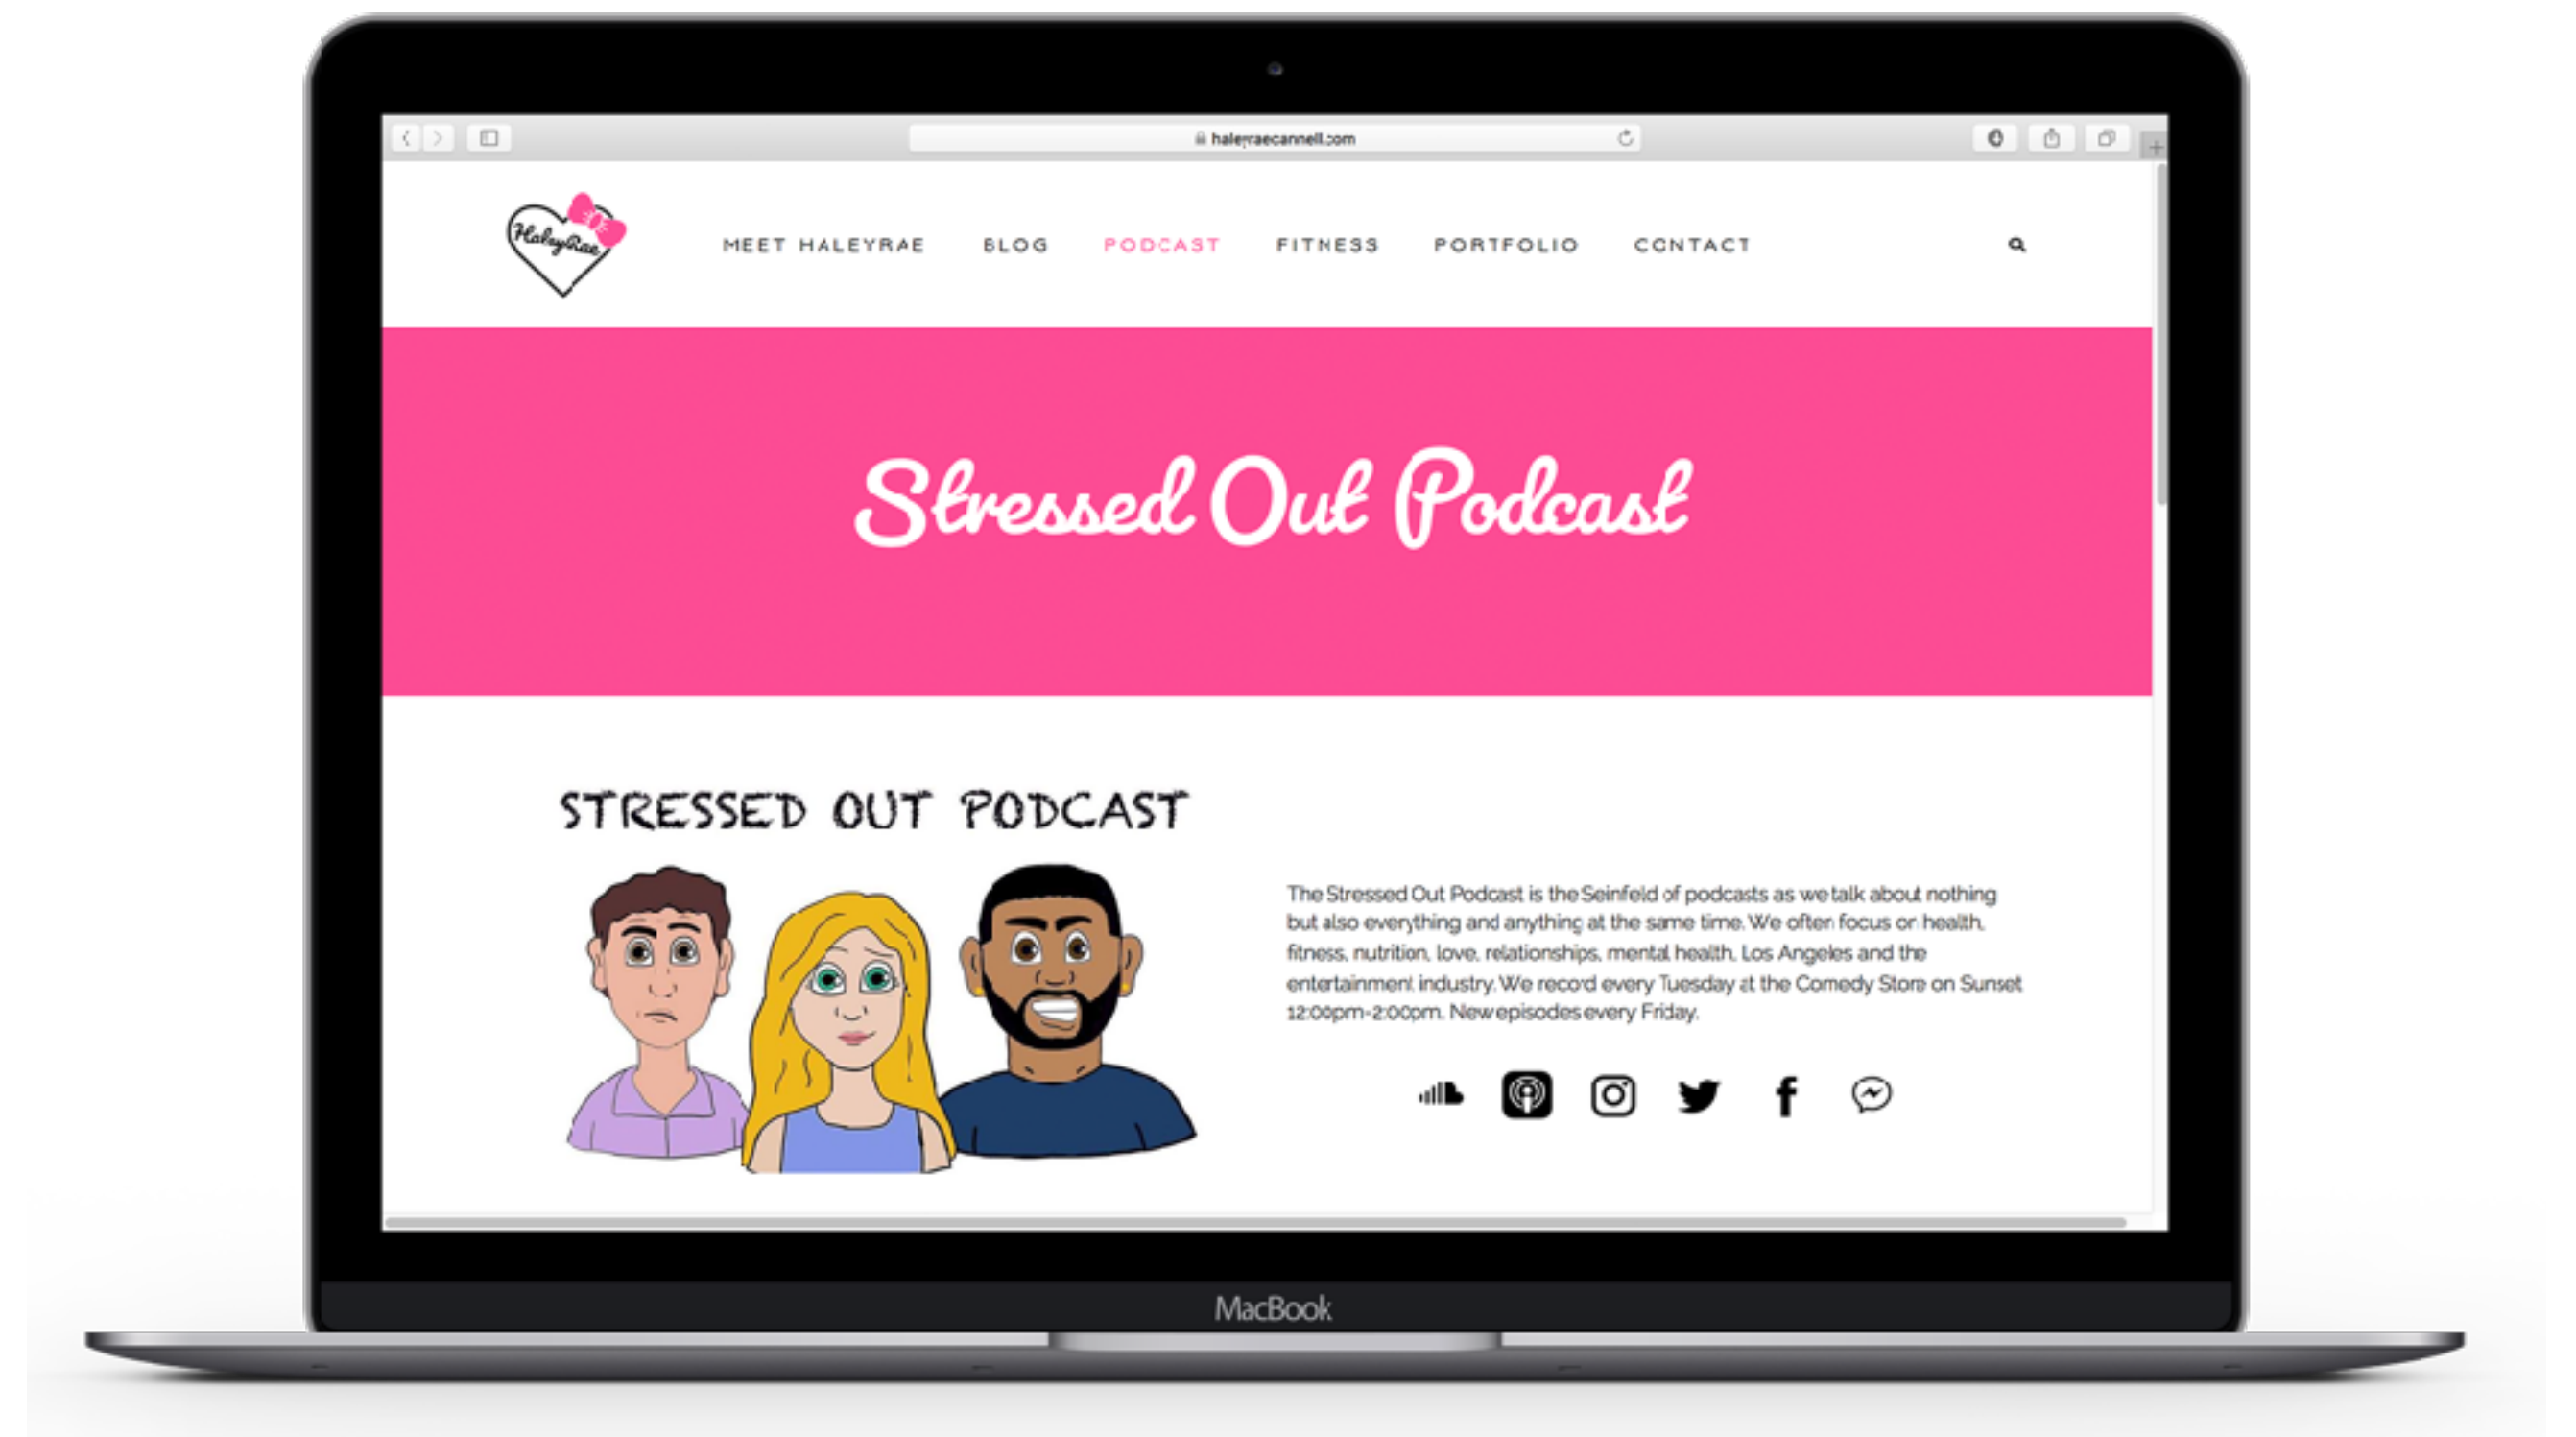 haleyraecannell.com
HaleyRae
MEET HALEYRAE BLOG PODCAST FITNESS PORTFOLIO CONTACT
Stressed Out Podcast
STRESSED OUT PODCAST
The Stressed Out Podcast is the Seinfeld of podcasts as we talk about nothing
but also everything and anything at the same time. We often focus on health,
fitness, nutrition, love, relationships, mental health, Los Angeles and the
entertainment industry. We record every Tuesday at the Comedy Store on Sunset
12:00pm-2:00pm. New episodes every Friday.
MacBook